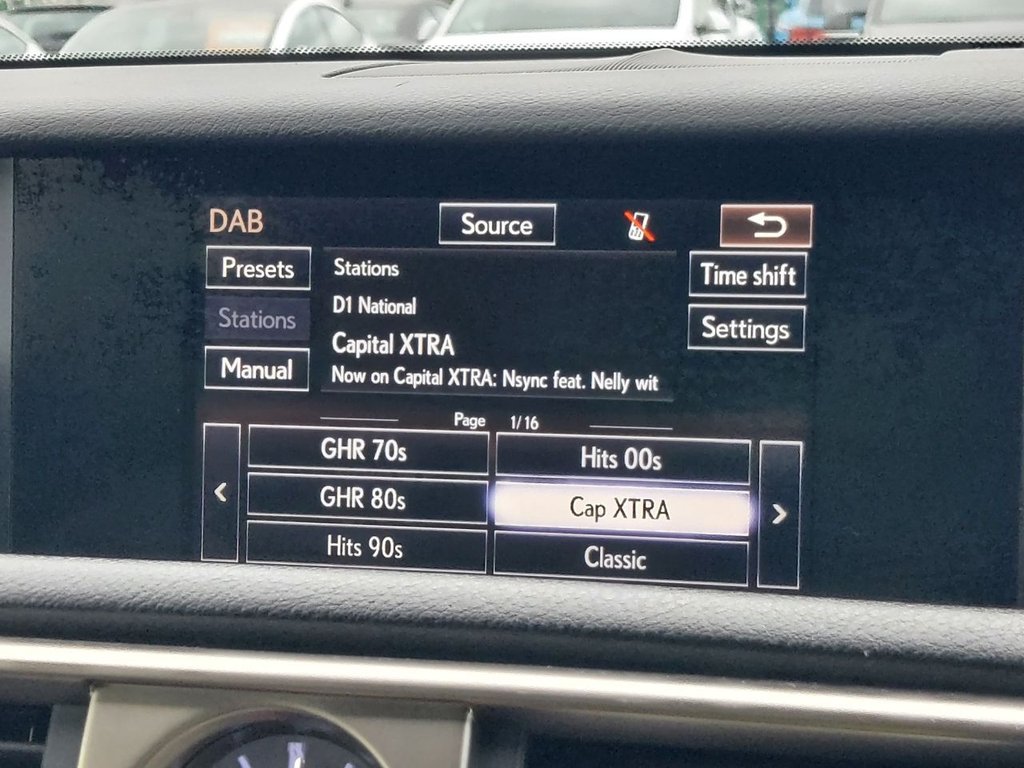 DAB
Source
Presets
Stations
Time shift
Stations
D1 National
Settings
Capital XTRA
Manual
Now on Capital XTRA: Nsync feat. Nelly wit
Page 1/16
GHR 70s
Hits 00s
<
GHR 80s
Cap XTRA
>
Hits 90s
Classic